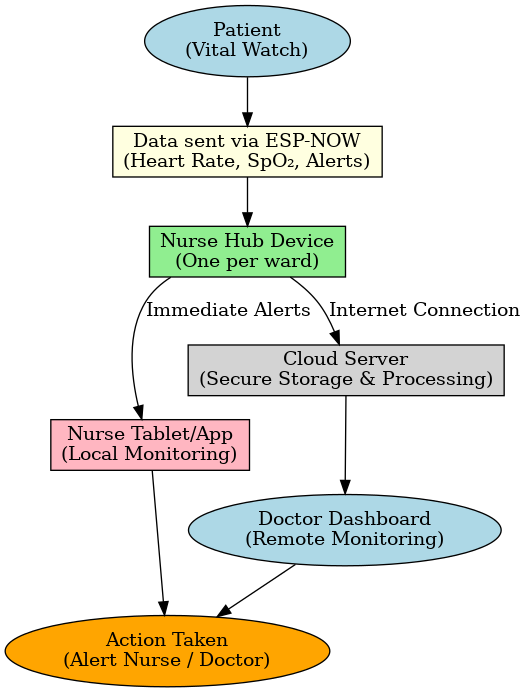 Patient
(Vital Watch)
Data sent via ESP-NOW
(Heart Rate, SpO₂, Alerts)
Nurse Hub Device
(One per ward)
Immediate Alerts
Internet Connection
Cloud Server
(Secure Storage & Processing)
Nurse Tablet/App
(Local Monitoring)
Doctor Dashboard
(Remote Monitoring)
Action Taken
(Alert Nurse / Doctor)